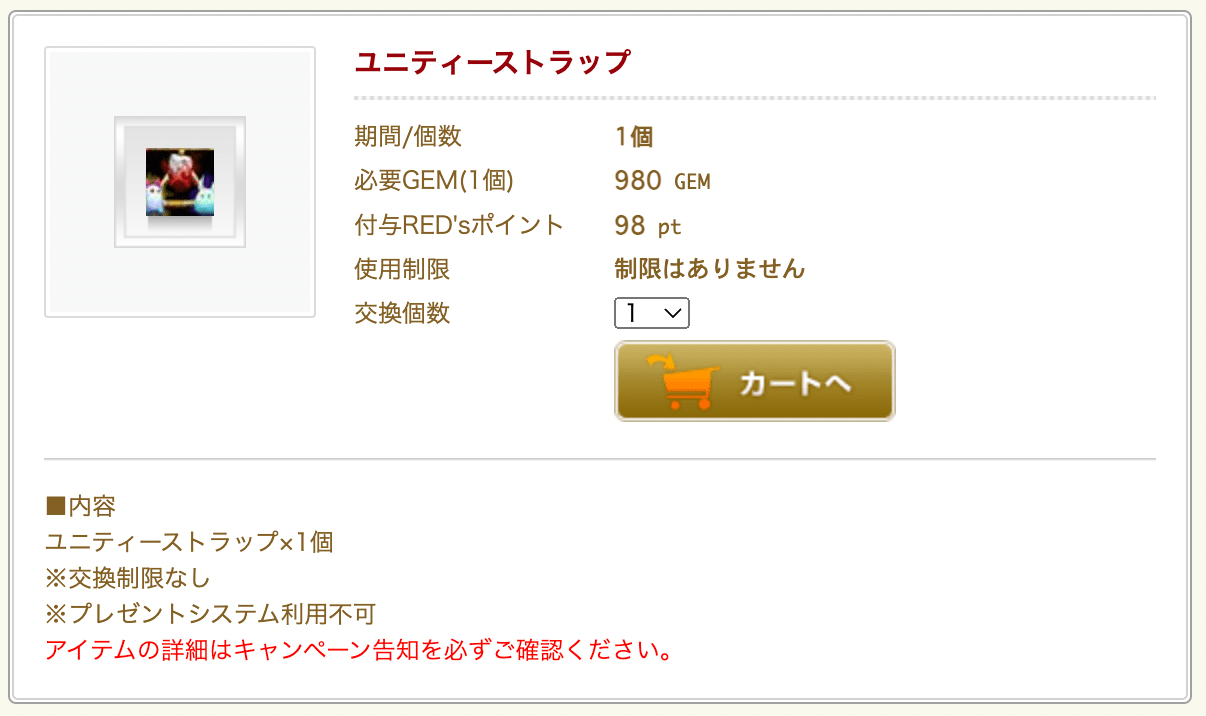 ユニティーストラップ
期間/個数 1個
必要GEM(1個) 980 GEM
付与RED'sポイント 98 pt
使用制限 制限はありません
交換個数 1
カートへ
■内容
ユニティーストラップ×1個
※交換制限なし
※プレゼントシステム利用不可
アイテムの詳細はキャンペーン告知を必ずご確認ください。